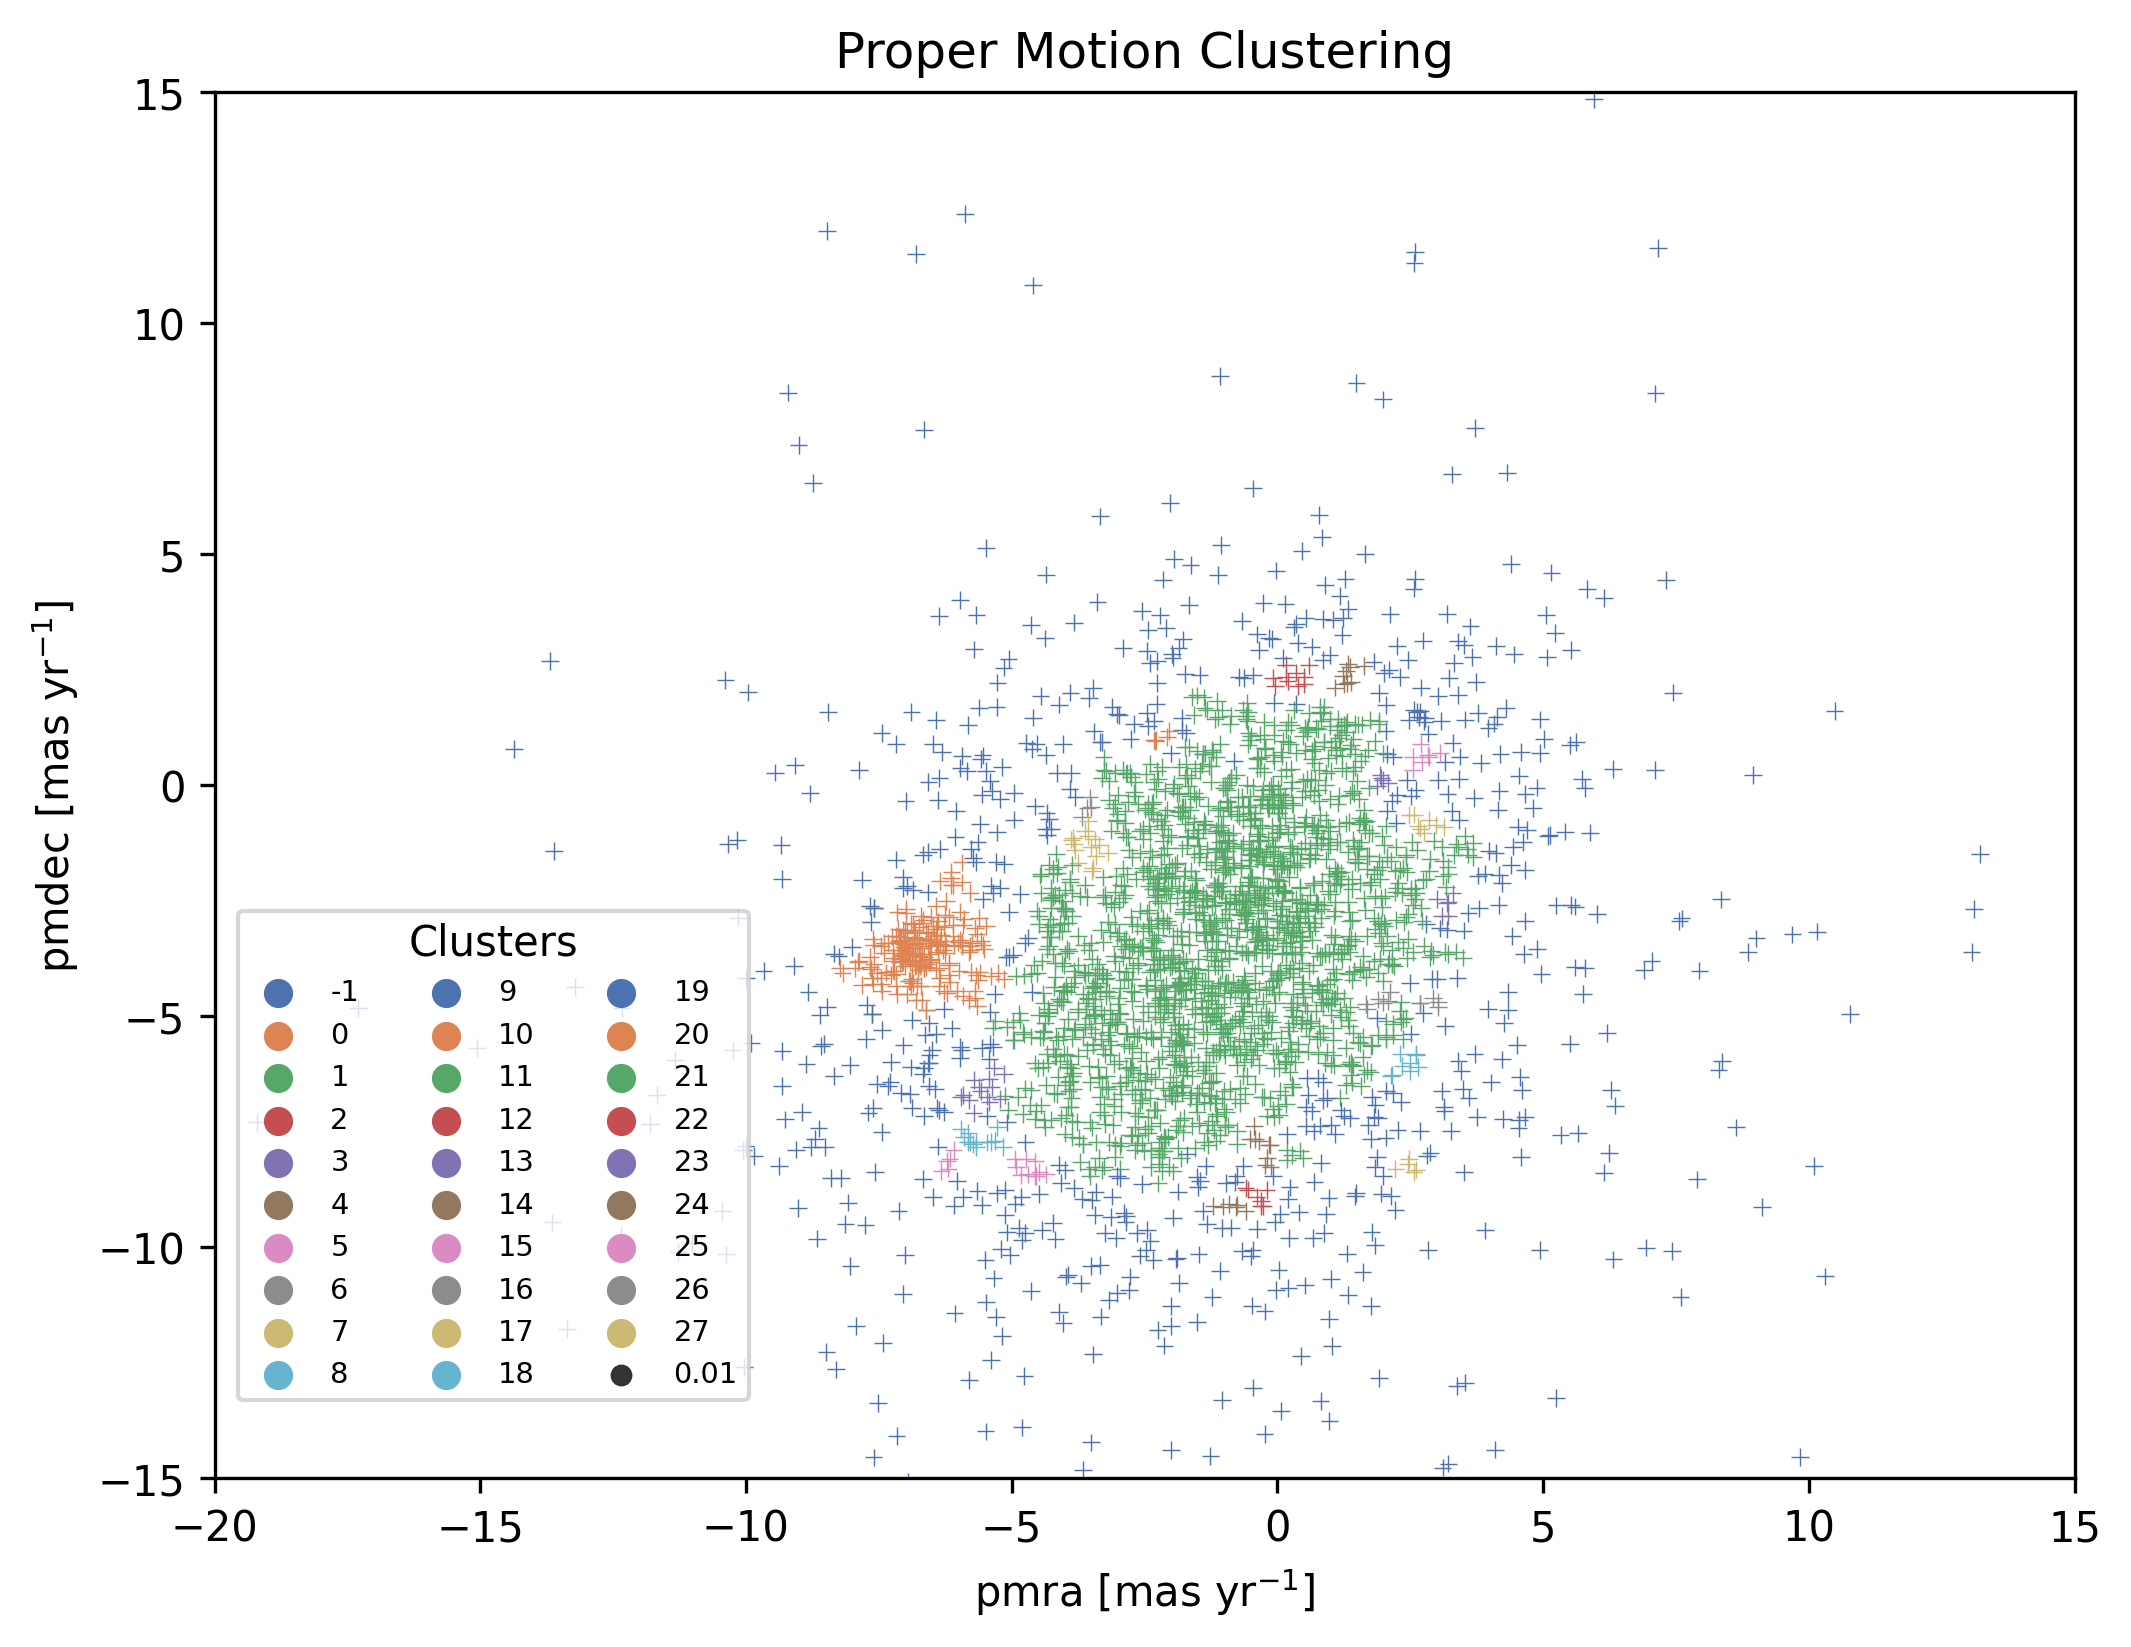 Proper Motion Clustering
15
10
5
0
−5
−10
−15
pmdec [mas yr−1]
Clusters
-1 9 19
0 10 20
1 11 21
2 12 22
3 13 23
4 14 24
5 15 25
6 16 26
7 17 27
8 18 0.01
−20 −15 −10 −5 0 5 10 15
pmra [mas yr−1]